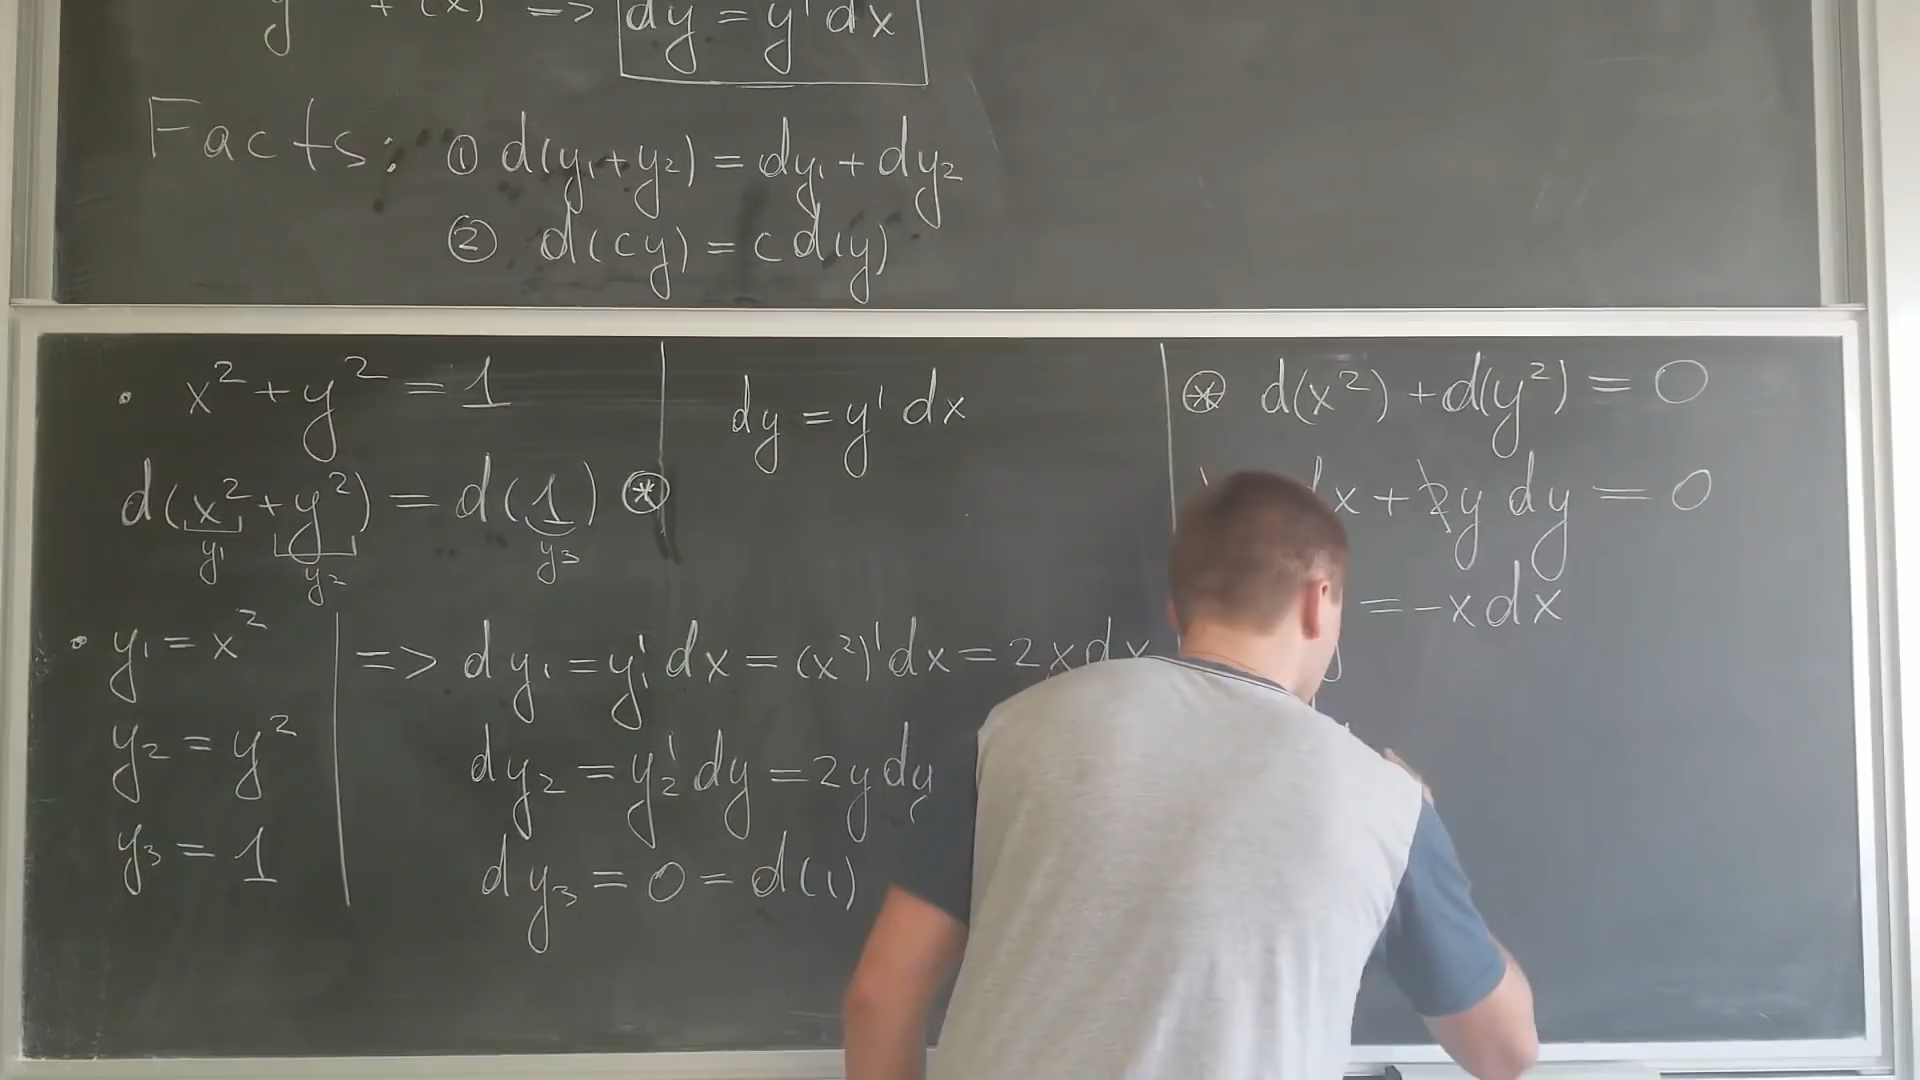 y + (x) => dy = y' dx
Facts: ① d(y₁+y₂) = dy₁ + dy₂
② d(cy) = c d(y)
• x² + y² = 1
d(x² + y²) = d(1) ⊛
y₁ y₂ y₃
• y₁ = x²
y₂ = y²
y₃ = 1
dy = y' dx
=> dy₁ = y₁' dx = (x²)' dx = 2x dx
dy₂ = y₂' dy = 2y dy
dy₃ = 0 = d(1)
⊛ d(x²) + d(y²) = 0
dx + 2y dy = 0
= -x dx